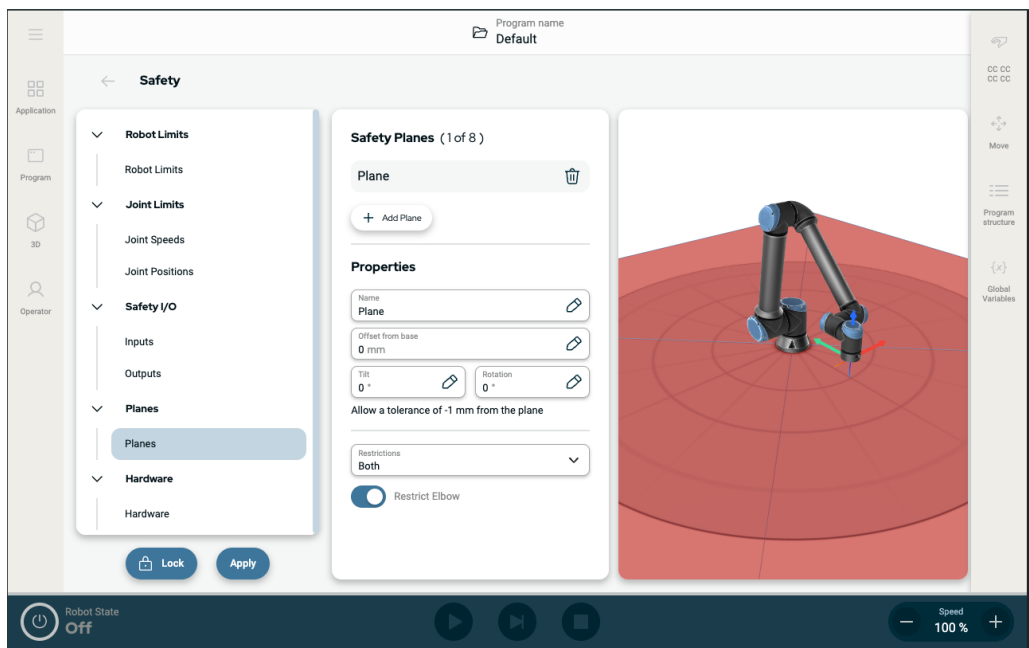 Program name
Default
Application
Program
3D
Operator
Safety
Robot Limits
Robot Limits
Joint Limits
Joint Speeds
Joint Positions
Safety I/O
Inputs
Outputs
Planes
Planes
Hardware
Hardware
Lock
Apply
Safety Planes (1 of 8)
Plane
+ Add Plane
Properties
Name
Plane
Offset from base
0 mm
Tilt
0 °
Rotation
0 °
Allow a tolerance of -1 mm from the plane
Restrictions
Both
Restrict Elbow
CC CC
CC CC
Move
Program
structure
{x}
Global
Variables
Robot State
Off
Speed
100 %